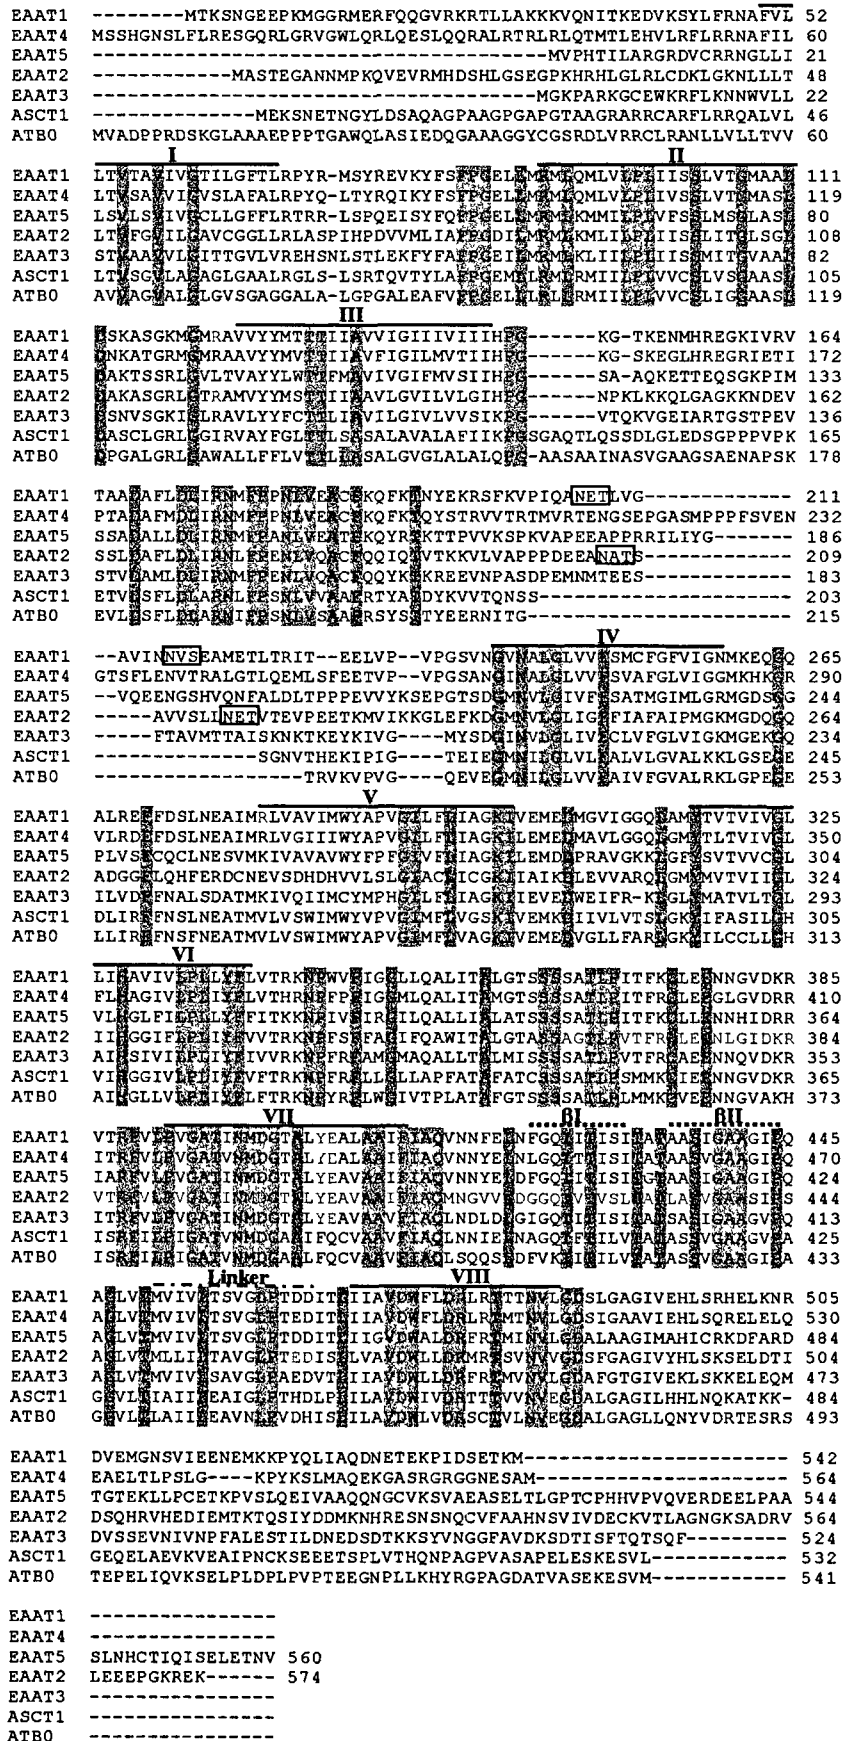 EAAT1 --------MTKSNGEEPKMGGRMERFQQGVRKRTLLAKKKVQNITKEDVKSYLFRNAFVL 52
EAAT4 MSSHGNSLFLRESGQRLGRVGWLQRLQESLQQRALRTRLRLQTMTLEHVLRFLRRNAFIL 60
EAAT5 ---------------------------------------MVPHTILARGRDVCRRNGLLI 21
EAAT2 ------------MASTEGANNMPKQVEVRMHDSHLGSEGPKHRHLGLRLCDKLGKNLLLT 48
EAAT3 --------------------------------------MGKPARKGCEWKRFLKNNWVLL 22
ASCT1 --------------MEKSNETNGYLDSAQAGPAAGPGAPGTAAGRARRCARFLRRQALVL 46
ATB0 MVADPPRDSKGLAAAEPPPTGAWQLASIEDQGAAAGGYCGSRDLVRRCLRANLLVLLTVV 60
I II
EAAT1 LTVTAVIVGTILGFTLRPYR-MSYREVKYFSFPGELLMRMLQMLVLPLIISSLVTGMAAL 111
EAAT4 LTVSAVVIGVSLAFALRPYQ-LTYRQIKYFSFPGELLMRMLQMLVLPLIVSSLVTGMASL 119
EAAT5 LSVLSVIVGCLLGFFLRTRR-LSPQEISYFQFPGELLMRMLKMMILPLVFSSLMSGLASL 80
EAAT2 LTVFGVILGAVCGGLLRLASPIHPDVVMLIAFPGDILMRMLKMLILPLIISSLITGLSGL 108
EAAT3 STVAAVVLGITTGVLVREHSNLSTLEKFYFAFPGEILMRMLKLIILPLIISSMITGVAAL 82
ASCT1 LTVSGVLAGAGLGAALRGLS-LSRTQVTYLAFPGEMLLRMLRMIILPLVVCSLVSGAASL 105
ATB0 AVVAGVALGLGVSGAGGALA-LGPGALEAFVFPGELLLRLLRMIILPLVVCSLIGGAASL 119
III
EAAT1 DSKASGKMGMRAVVYYMTTTIIAVVIGIIIVIIIHPG------KG-TKENMHREGKIVRV 164
EAAT4 DNKATGRMGMRAAVYYMVTTIIAVFIGILMVTIIHPG------KG-SKEGLHREGRIETI 172
EAAT5 DAKTSSRLGVLTVAYYLWTTFMAVIVGIFMVSIIHPG------SA-AQKETTEQSGKPIM 133
EAAT2 DAKASGRLGTRAMVYYMSTTIIAAVLGVILVLGIHPG------NPKLKKQLGAGKKNDEV 162
EAAT3 DSNVSGKIGLRAVLYYFCTTLIAVILGIVLVVSIKPG------VTQKVGEIARTGSTPEV 136
ASCT1 DASCLGRLGGIRVAYFGLTTLSASALAVALAFIIKPGSGAQTLQSSDLGLEDSGPPPVPK 165
ATB0 DPGALGRLGAWALLFFLVTTLLASALGVGLALALQPG-AASAAINASVGAAGSAENAPSK 178
EAAT1 TAADAFLDLIRNMFPPNLVEACFKQFKTNYEKRSFKVPIQANETLVG------------- 211
EAAT4 PTADAFMDLIRNMFPPNLVEACFKQFKTQYSTRVVTRTMVRTENGSEPGASMPPPFSVEN 232
EAAT5 SSADALLDLIRNMFPANLVEATFKQYRTKTTPVVKSPKVAPEEAPPRRILIYG------- 186
EAAT2 SSLDAFLDLIRNLFPENLVQACFQQIQTVTKKVLVAPPPDEEANATS------------- 209
EAAT3 STVDAMLDLIRNMFPENLVQACFQQYKTKREEVNPASDPEMNMTEES------------- 183
ASCT1 ETVDSFLDLARNLFPSNLVVAAFRTYATDYKVVTQNSS---------------------- 203
ATB0 EVLDSFLDLARNIFPSNLVSAAFRSYSTTYEERNITG----------------------- 215
IV
EAAT1 --AVINNVSEAMETLTRIT--EELVP--VPGSVNGVNALGLVVFSMCFGFVIGNMKEQGQ 265
EAAT4 GTSFLENVTRALGTLQEMLSFEETVP--VPGSANGINALGLVVFSVAFGLVIGGMKHKGR 290
EAAT5 --VQEENGSHVQNFALDLTPPPEVVYKSEPGTSDGMNVLGIVFFSATMGIMLGRMGDSGG 244
EAAT2 -----AVVSLINETVTEVPEETKMVIKKGLEFKDGMNVLGLIGFFIAFAIPMGKMGDQGQ 264
EAAT3 -----FTAVMTTAISKNKTKEYKIVG----MYSDGINVLGLIVFCLVFGLVIGKMGEKGQ 234
ASCT1 --------------SGNVTHEKIPIG----TEIEGMNILGLVLFALVLGVALKKLGSEGE 245
ATB0 ------------------TRVKVPVG----QEVEGMNILGLVVFAIVFGVALRKLGPEGE 253
V
EAAT1 ALREFFDSLNEAIMRLVAVIMWYAPVGILFLIAGKIVEMEDMGVIGGQLAMYTVTVIVGL 325
EAAT4 VLRDFFDSLNEAIMRLVGIIIWYAPVGILFLIAGKILEMEDMAVLGGQLGMYTLTVIVGL 350
EAAT5 PLVSFCQCLNESVMKIVAVAVWYFPFGIVFLIAGKILEMDDPRAVGKKLGFYSVTVVCGL 304
EAAT2 ADGGFLQHFERDCNEVSDHDHVVLSLGIACLICGKIIAIKDLEVVARQLGMYMVTVIIGL 324
EAAT3 ILVDFFNALSDATMKIVQIIMCYMPHGILFLIAGKIIEVEDWEIFR-KLGLYMATVLTGL 293
ASCT1 DLIRFFNSLNEATMVLVSWIMWYVPVGIMFLVGSKIVEMKDIIVLVTSLGKYIFASILGH 305
ATB0 LLIRFFNSFNEATMVLVSWIMWYAPVGIMFLVAGKIVEMEDVGLLFARLGKYILCCLLGH 313
VI
EAAT1 LIHAVIVLPLLYFLVTRKNPWVFIGGLLQALITALGTSSSSATLPITFKCLEENNGVDKR 385
EAAT4 FLHAGIVLPLIYFLVTHRNPFPFIGGMLQALITAMGTSSSSATLPITFRCLEEGLGVDRR 410
EAAT5 VLHGLFILPLLYFFITKKNPIVFIRGILQALLIALATSSSSATLPITFKCLLENNHIDRR 364
EAAT2 IIHGGIFLPLIYFVVTRKNPFSFFAGIFQAWITALGTASSAGTLPVTFRCLEENLGIDKR 384
EAAT3 AIHSIVILPLIYFIVVRKNPFRFAMGMAQALLTALMISSSSATLPVTFRCAEENNQVDKR 353
ASCT1 VIHGGIVLPLIYFVFTRKNPFRFLLGLLAPFATAFATCSSSATLPSMMKCIEENNGVDKR 365
ATB0 AIHGLLVLPLIYFLFTRKNPYRFLWGIVTPLATAFGTSSSSATLPLMMKCVEENNGVAKH 373
VII βI βII
EAAT1 VTRFVLPVGATINMDGTALYEALAAIFIAQVNNFELNFGQIITISITATAASIGAAGIPQ 445
EAAT4 ITRFVLPVGATVNMDGTALYEALAAIFIAQVNNYELNLGQITTISITATAASVGAAGIPQ 470
EAAT5 IARFVLPVGATINMDGTALYEAVAAIFIAQVNNYELDFGQIITISITATAASIGAAGIPQ 424
EAAT2 VTRFVLPVGATINMDGTALYEAVAAIFIAQMNGVVLDGGQIVTVSLTATLASVGAASIPS 444
EAAT3 ITRFVLPVGATINMDGTALYEAVAAVFIAQLNDLDLGIGQIITISITATSASIGAAGVPQ 413
ASCT1 ISRFILPIGATVNMDGAAIFQCVAAVFIAQLNNIELNAGQIFTILVTATASSVGAAGVPA 425
ATB0 ISRFILPIGATVNMDGAALFQCVAAVFIAQLSQQSLDFVKIITILVTATASSVGAAGIPA 433
Linker VIII
EAAT1 AGLVTMVIVLTSVGLPTDDITLIIAVDWFLDRLRTTTNVLGDSLGAGIVEHLSRHELKNR 505
EAAT4 AGLVTMVIVLTSVGLPTDDITLIIAVDWFLDRLRTMTNVLGDSIGAAVIEHLSQRELELQ 530
EAAT5 AGLVTMVIVLTSVGLPTDDITLIIGVDWALDRFRTMINVLGDALAAGIMAHICRKDFARD 484
EAAT2 AGLVTMLLILTAVGLPTEDISLLVAVDWLLDRMRTSVNVVGDSFGAGIVYHLSKSELDTI 504
EAAT3 AGLVTMVIVLSAVGLPAEDVTLIIAVDWLLDRFRTMVNVLGDAFGTGIVEKLSKKELEQM 473
ASCT1 GGVLTIAIILEAIGLPTHDLPLILAVDWIVDRTTTVVNVEGDALGAGILHHLNQKATKK- 484
ATB0 GGVLTLAIILEAVNLPVDHISLILAVDWLVDRSCTVLNVEGDALGAGLLQNYVDRTESRS 493
EAAT1 DVEMGNSVIEENEMKKPYQLIAQDNETEKPIDSETKM----------------------- 542
EAAT4 EAELTLPSLG----KPYKSLMAQEKGASRGRGGNESAM---------------------- 564
EAAT5 TGTEKLLPCETKPVSLQEIVAAQQNGCVKSVAEASELTLGPTCPHHVPVQVERDEELPAA 544
EAAT2 DSQHRVHEDIEMTKTQSIYDDMKNHRESNSNQCVFAAHNSVIVDECKVTLAGNGKSADRV 564
EAAT3 DVSSEVNIVNPFALESTILDNEDSDTKKSYVNGGFAVDKSDTISFTQTSQF--------- 524
ASCT1 GEQELAEVKVEAIPNCKSEEETSPLVTHQNPAGPVASAPELESKESVL------------ 532
ATB0 TEPELIQVKSELPLDPLPVPTEEGNPLLKHYRGPAGDATVASEKESVM------------ 541
EAAT1 ----------------
EAAT4 ----------------
EAAT5 SLNHCTIQISELETNV 560
EAAT2 LEEEPGKREK------ 574
EAAT3 ----------------
ASCT1 ----------------
ATB0 ----------------